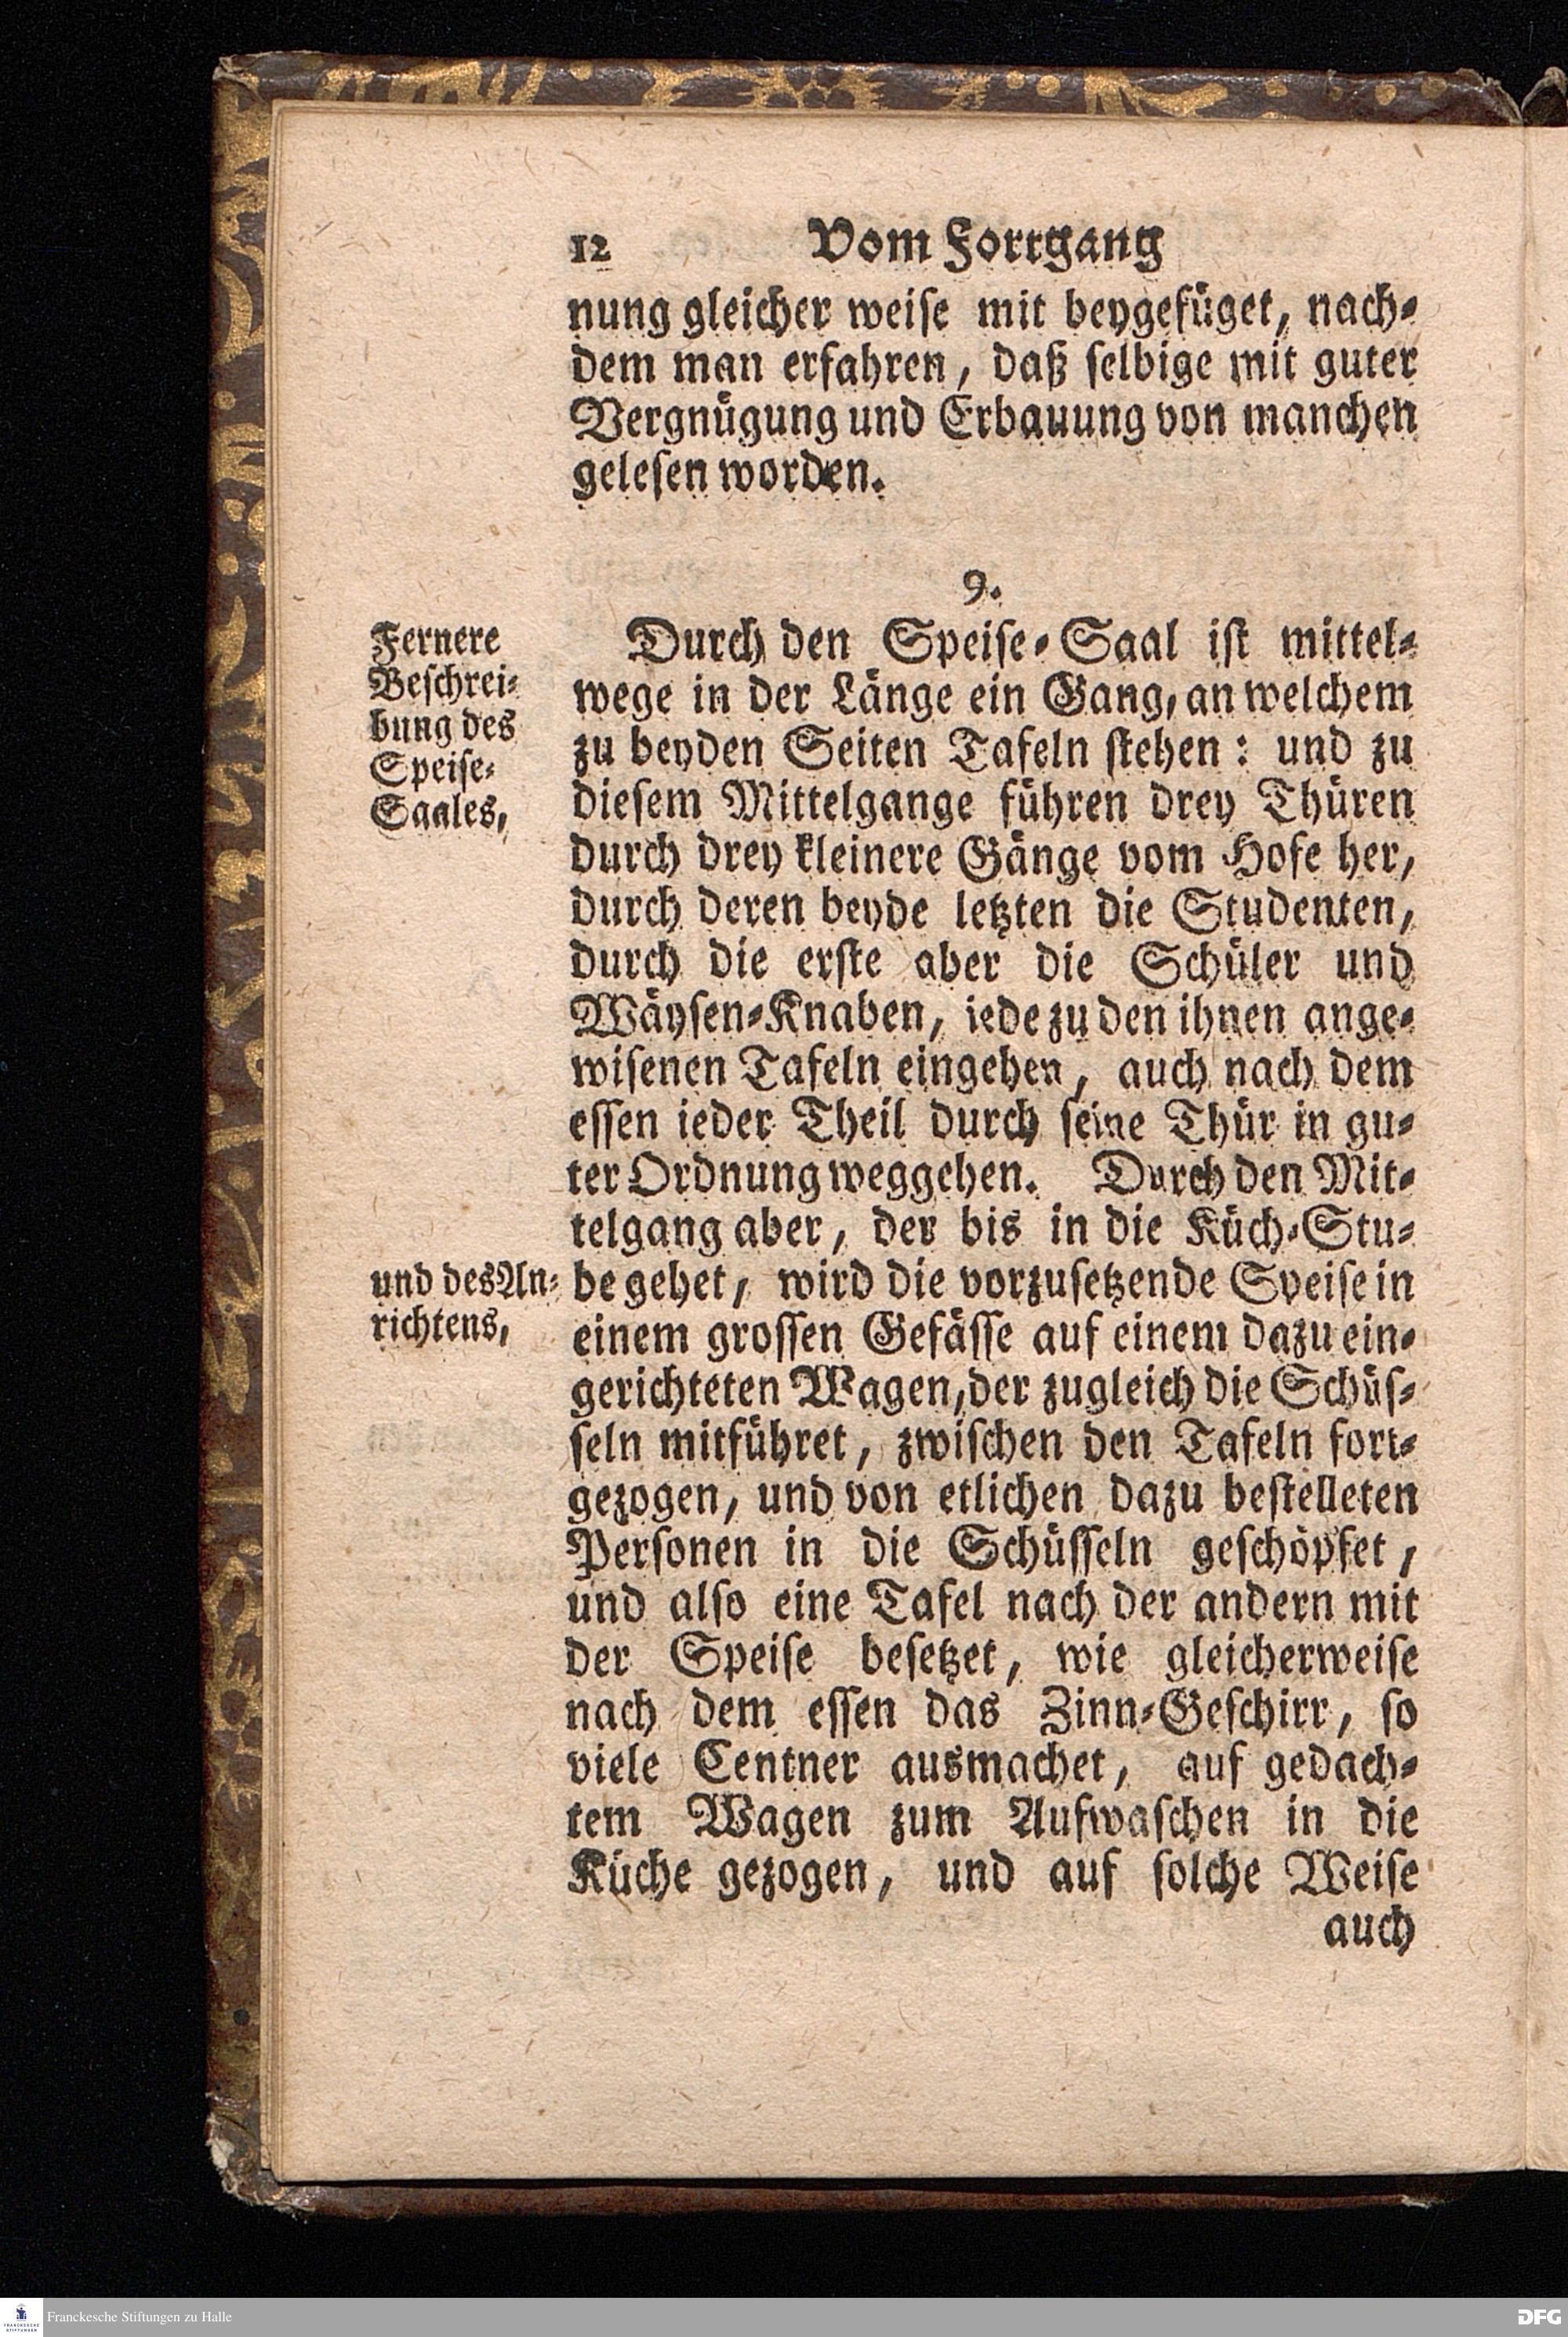 12 Vom Fortgang
nung gleicher weise mit beygefüget, nach-
dem man erfahren, daß selbige mit guter
Vergnügung und Erbauung von manchen
gelesen worden.
9.
Fernere
Beschrei-
bung des
Speise-
Saales,
Durch den Speise-Saal ist mittel-
wege in der Länge ein Gang, an welchem
zu beyden Seiten Tafeln stehen: und zu
diesem Mittelgange führen drey Thüren
durch drey kleinere Gänge vom Hofe her,
durch deren beyde letzten die Studenten,
durch die erste aber die Schüler und
Wäysen-Knaben, iede zu den ihnen ange-
wisenen Tafeln eingehen, auch nach dem
essen ieder Theil durch seine Thür in gu-
ter Ordnung weggehen. Durch den Mit-
telgang aber, der bis in die Küch-Stu-
und des An-
richtens,
be gehet, wird die vorzusetzende Speise in
einem grossen Gefässe auf einem dazu ein-
gerichteten Wagen, der zugleich die Schüs-
seln mitführet, zwischen den Tafeln fort-
gezogen, und von etlichen dazu bestelleten
Personen in die Schüsseln geschöpfet,
und also eine Tafel nach der andern mit
der Speise besetzet, wie gleicherweise
nach dem essen das Zinn-Geschirr, so
viele Centner ausmachet, auf gedach-
tem Wagen zum Aufwaschen in die
Küche gezogen, und auf solche Weise
auch
FRANCKESCHE
STIFTUNGEN
Franckesche Stiftungen zu Halle
DFG